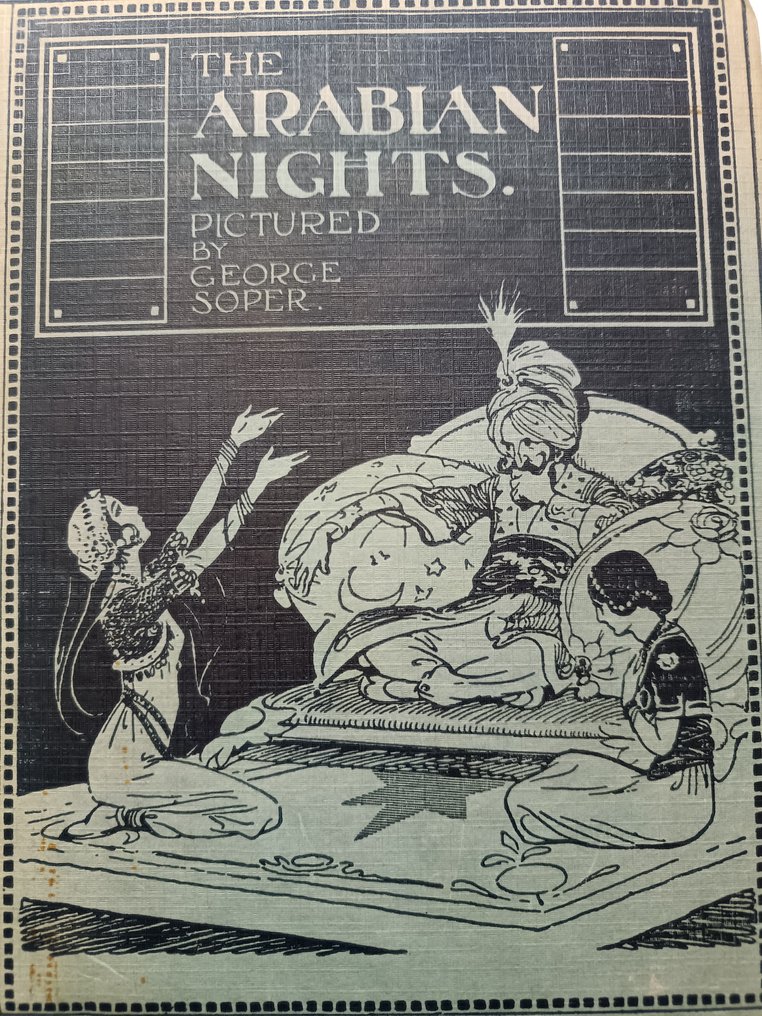 THE
ARABIAN
NIGHTS.
PICTURED
BY
GEORGE
SOPER.